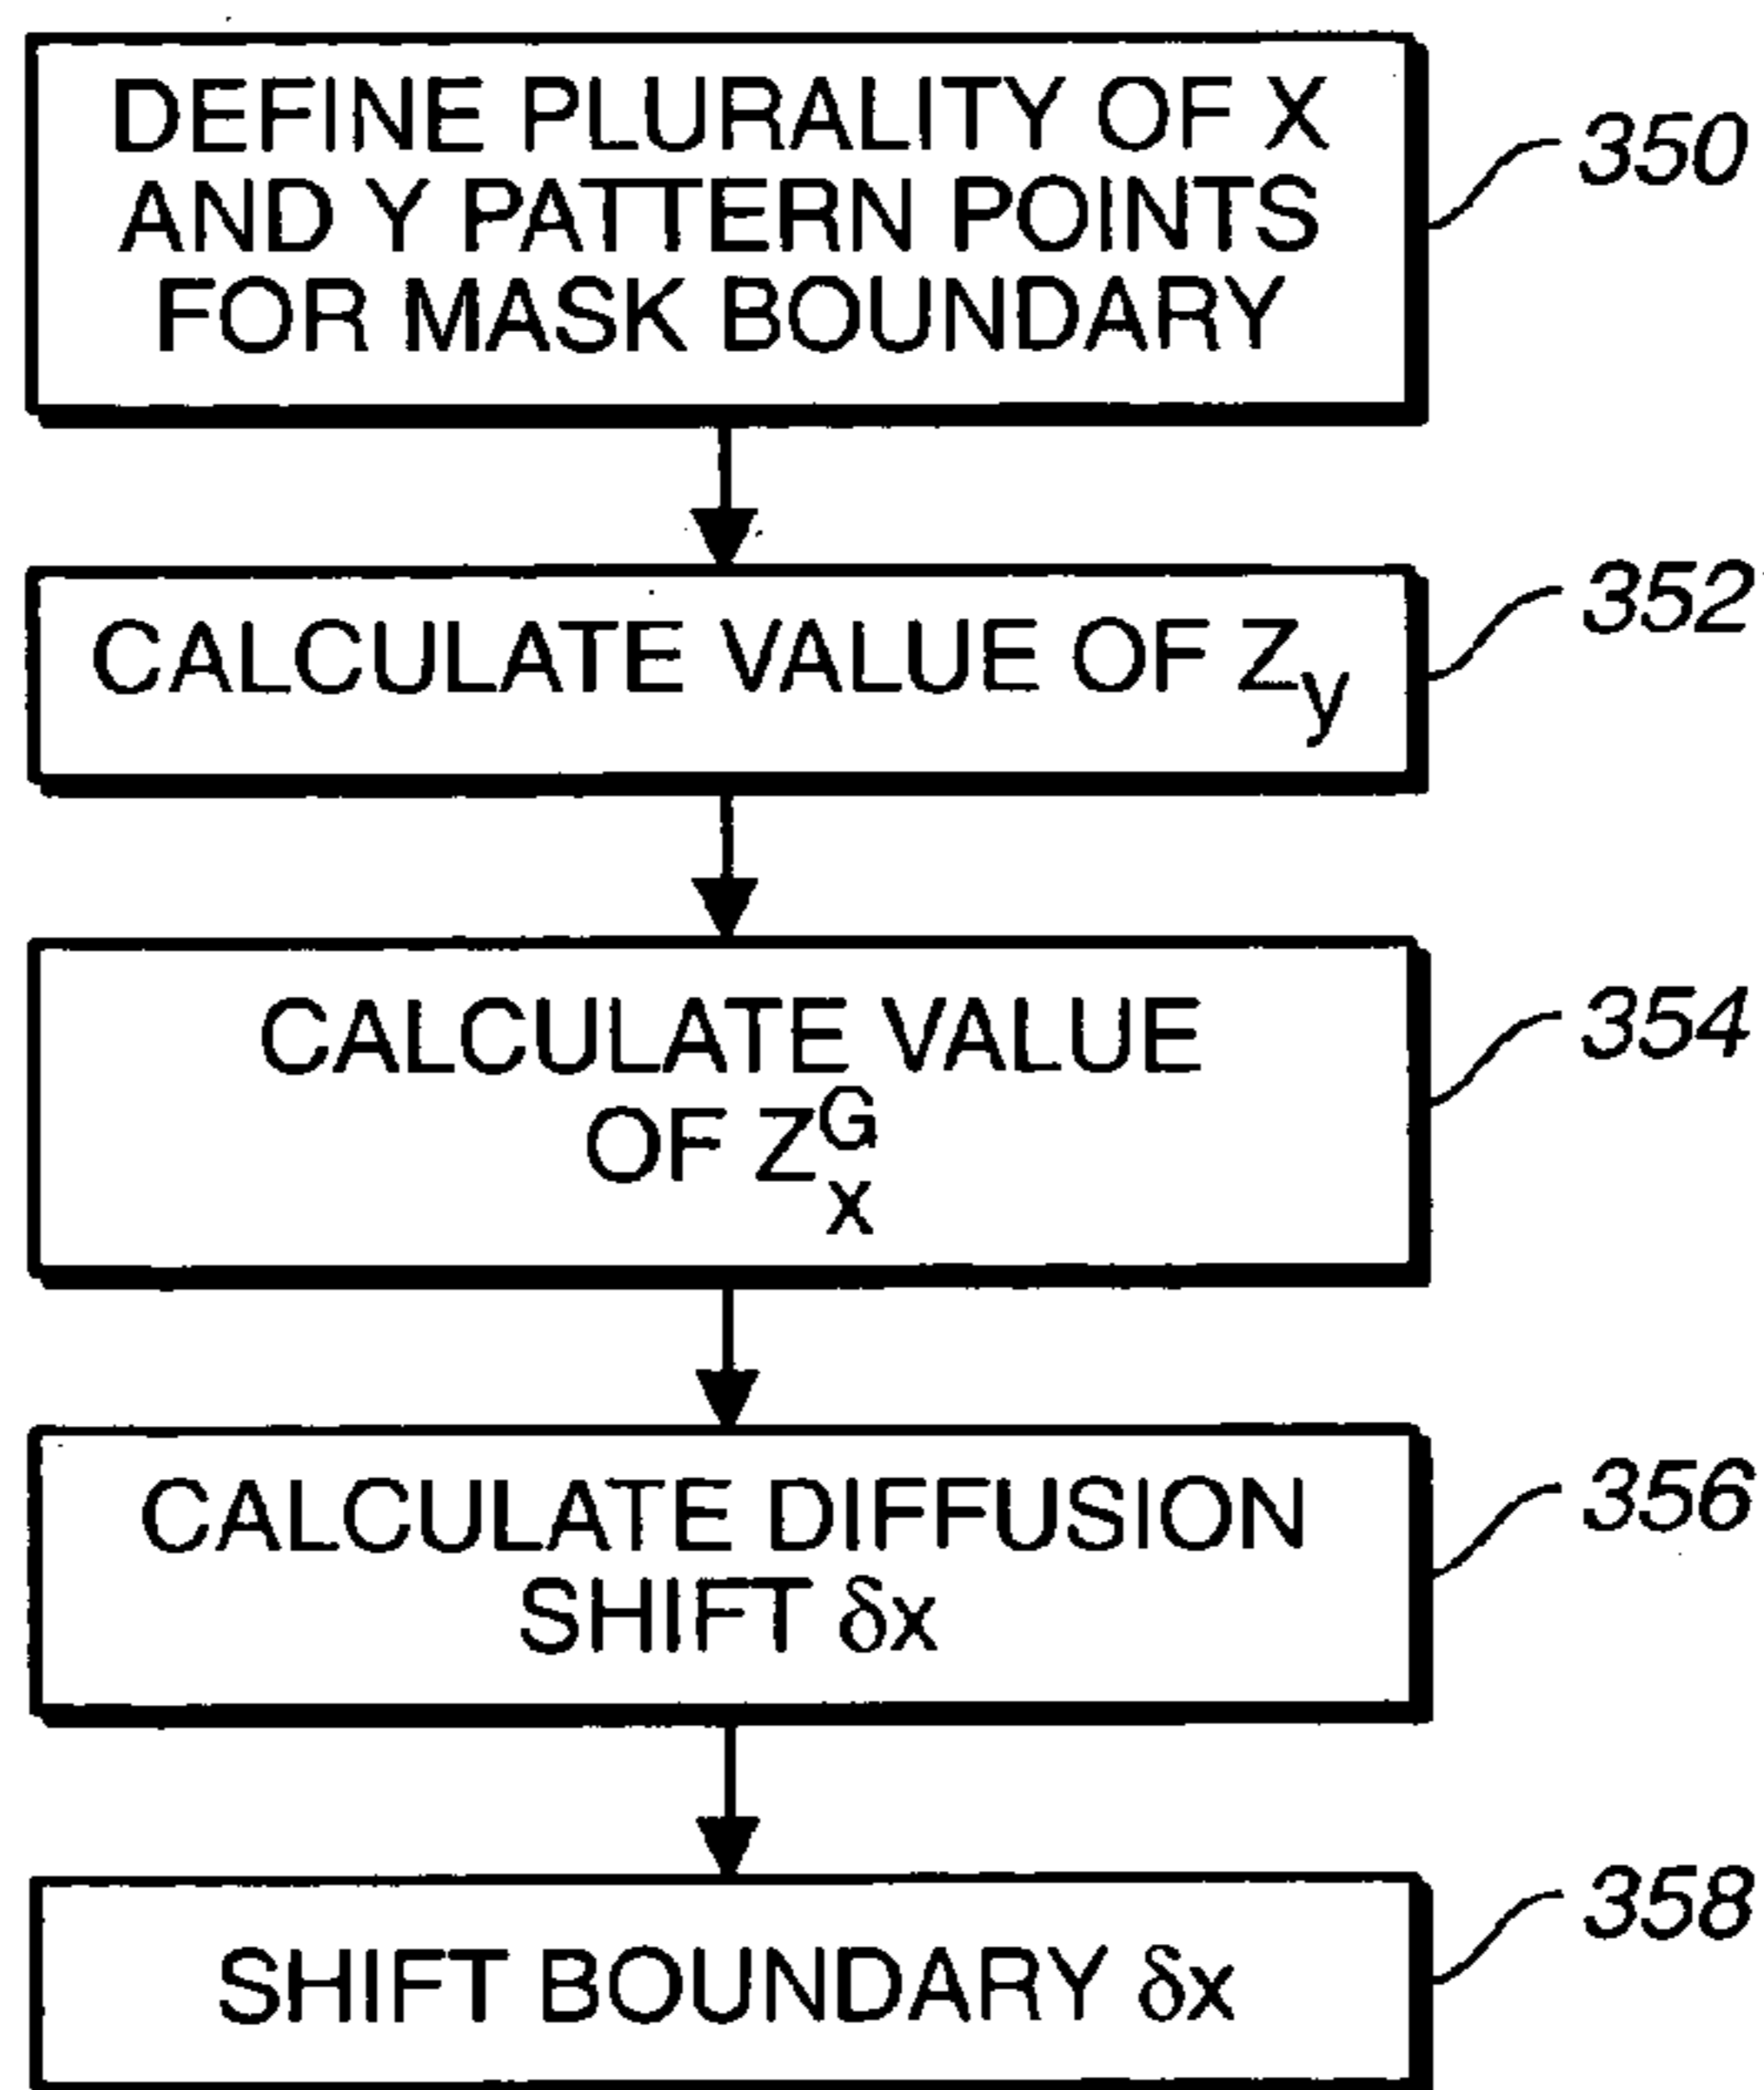 DEFINE PLURALITY OF X
AND Y PATTERN POINTS
FOR MASK BOUNDARY
350
CALCULATE VALUE OF Zy
352
CALCULATE VALUE
OF Z^G_x
354
CALCULATE DIFFUSION
SHIFT δx
356
SHIFT BOUNDARY δx
358